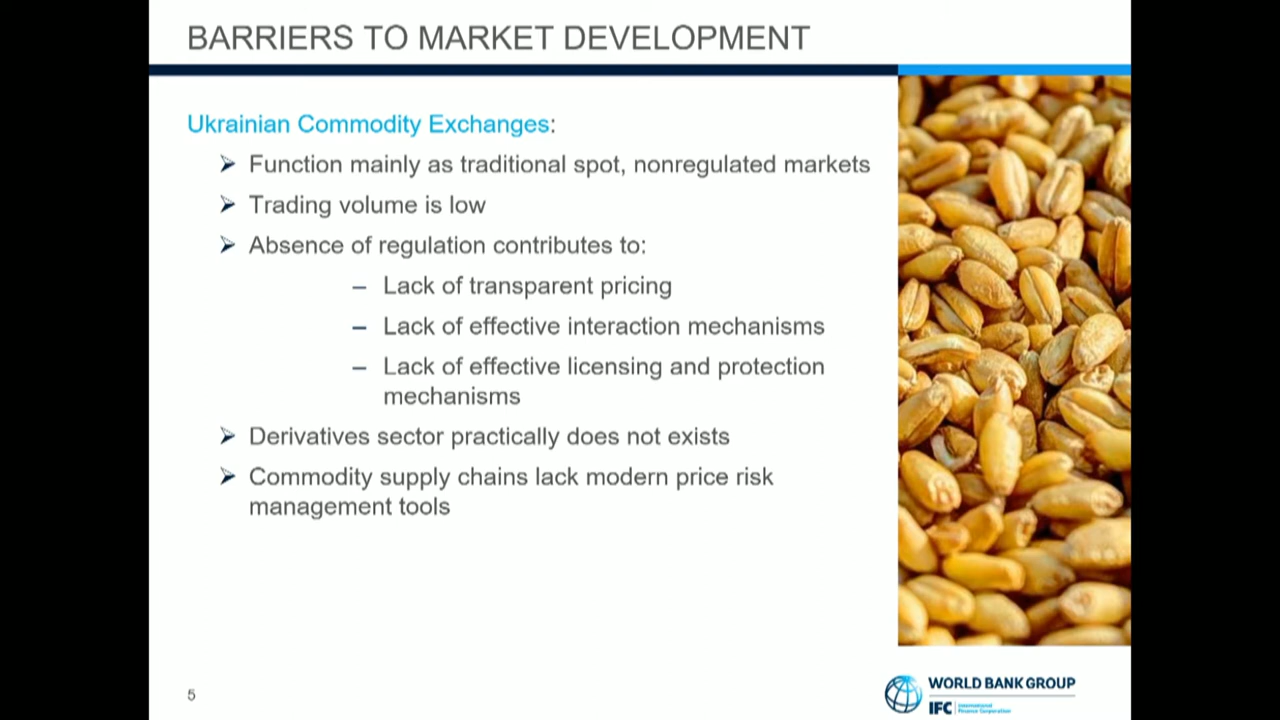 BARRIERS TO MARKET DEVELOPMENT
Ukrainian Commodity Exchanges:
➢ Function mainly as traditional spot, nonregulated markets
➢ Trading volume is low
➢ Absence of regulation contributes to:
– Lack of transparent pricing
– Lack of effective interaction mechanisms
– Lack of effective licensing and protection
mechanisms
➢ Derivatives sector practically does not exists
➢ Commodity supply chains lack modern price risk
management tools
5
WORLD BANK GROUP
IFC
International
Finance Corporation